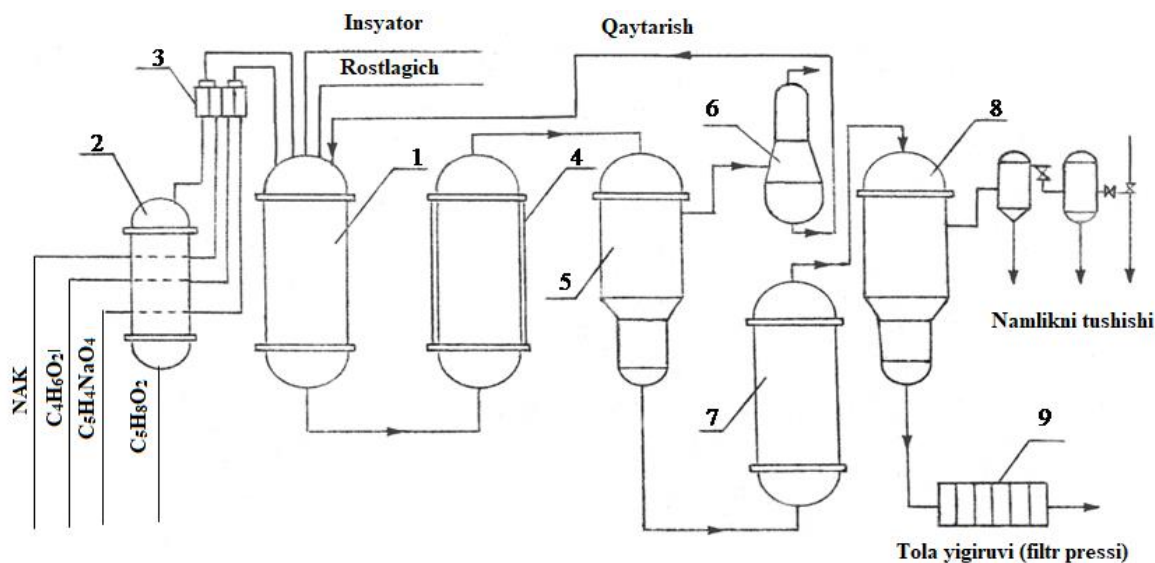 Insyator
Qaytarish
Rostlagich
3
2
1
4
6
8
5
7
9
NAK
C₄H₆O₂|
C₅H₄NaO₄
C₅H₈O₂
Namlikni tushishi
Tola yigiruvi (filtr pressi)